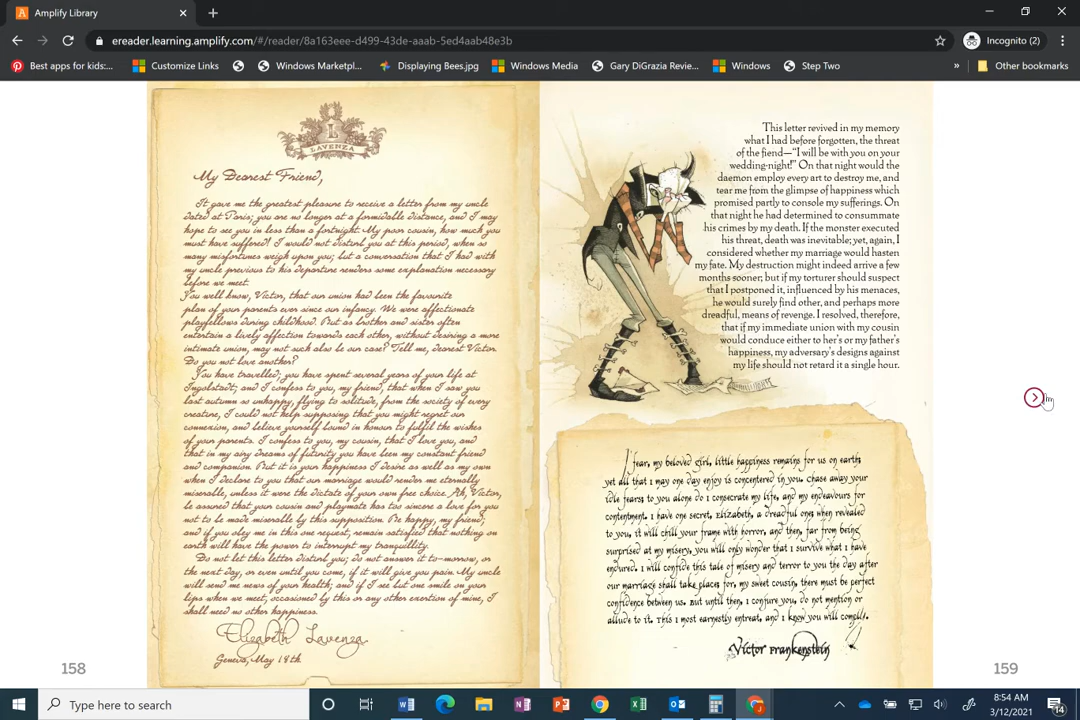 Amplify Library
ereader.learning.amplify.com/#/reader/8a163eee-d499-43de-aaab-5ed4aab48e3b
Incognito (2)
Best apps for kids:...
Customize Links
Windows Marketpl...
Displaying Bees.jpg
Windows Media
Gary DiGrazia Revie...
Windows
Step Two
»
Other bookmarks
L
LAVENZA
My Dearest Friend,
It gave me the greatest pleasure to receive a letter from my uncle
dated at Paris; you are no longer at a formidable distance, and I may
hope to see you in less than a fortnight. My poor cousin, how much you
must have suffered! I would not disturb you at this period, when so
many misfortunes weigh upon you; but a conversation that I had with
my uncle previous to his departure renders some explanation necessary
before we meet.
You well know, Victor, that our union had been the favourite
plan of your parents ever since our infancy. We were affectionate
playfellows during childhood. But as brother and sister often
entertain a lively affection towards each other, without desiring a more
intimate union, may not such also be our case? Tell me, dearest Victor.
Do you not love another?
You have travelled; you have spent several years of your life at
Ingolstadt; and I confess to you, my friend, that when I saw you
last autumn so unhappy, flying to solitude, from the society of every
creature, I could not help supposing that you might regret our
connexion, and believe yourself bound in honour to fulfil the wishes
of your parents. I confess to you, my cousin, that I love you, and
that in my airy dreams of futurity you have been my constant friend
and companion. But it is your happiness I desire as well as my own
when I declare to you that our marriage would render me eternally
miserable, unless it were the dictate of your own free choice. Ah, Victor,
be assured that your cousin and playmate has too sincere a love for you
not to be made miserable by this supposition. Be happy, my friend;
and if you obey me in this one request, remain satisfied that nothing on
earth will have the power to interrupt my tranquillity.
Do not let this letter disturb you; do not answer it to-morrow, or
the next day, or even until you come, if it will give you pain. My uncle
will send me news of your health; and if I see but one smile on your
lips when we meet, occasioned by this or any other exertion of mine, I
shall need no other happiness.
Elizabeth Lavenza
Geneva, May 18th
158
This letter revived in my memory
what I had before forgotten, the threat
of the fiend—“I will be with you on your
wedding-night!” On that night would the
daemon employ every art to destroy me, and
tear me from the glimpse of happiness which
promised partly to console my sufferings. On
that night he had determined to consummate
his crimes by my death. If the monster executed
his threat, death was inevitable; yet, again, I
considered whether my marriage would hasten
my fate. My destruction might indeed arrive a few
months sooner; but if my torturer should suspect
that I postponed it, influenced by his menaces,
he would surely find other, and perhaps more
dreadful, means of revenge. I resolved, therefore,
that if my immediate union with my cousin
would conduce either to her's or my father's
happiness, my adversary's designs against
my life should not retard it a single hour.
I fear, my beloved girl, little happiness remains for us on earth;
yet all that I may one day enjoy is concentered in you. Chase away your
idle fears; to you alone do I consecrate my life, and my endeavours for
contentment. I have one secret, Elizabeth, a dreadful one; when revealed
to you, it will chill your frame with horror, and then, far from being
surprised at my misery, you will only wonder that I survive what I have
endured. I will confide this tale of misery and terror to you the day after
our marriage shall take place; for, my sweet cousin, there must be perfect
confidence between us. But until then, I conjure you, do not mention or
allude to it. This I most earnestly entreat, and I know you will comply.
Victor Frankenstein
159
Type here to search
8:54 AM
3/12/2021
14